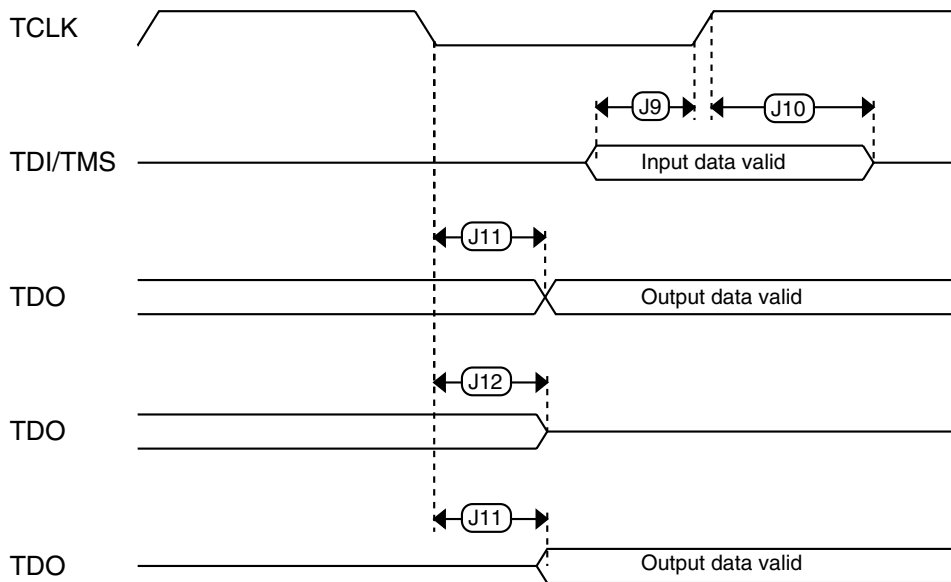 TCLK
J9
J10
TDI/TMS
Input data valid
J11
TDO
Output data valid
J12
TDO
J11
TDO
Output data valid